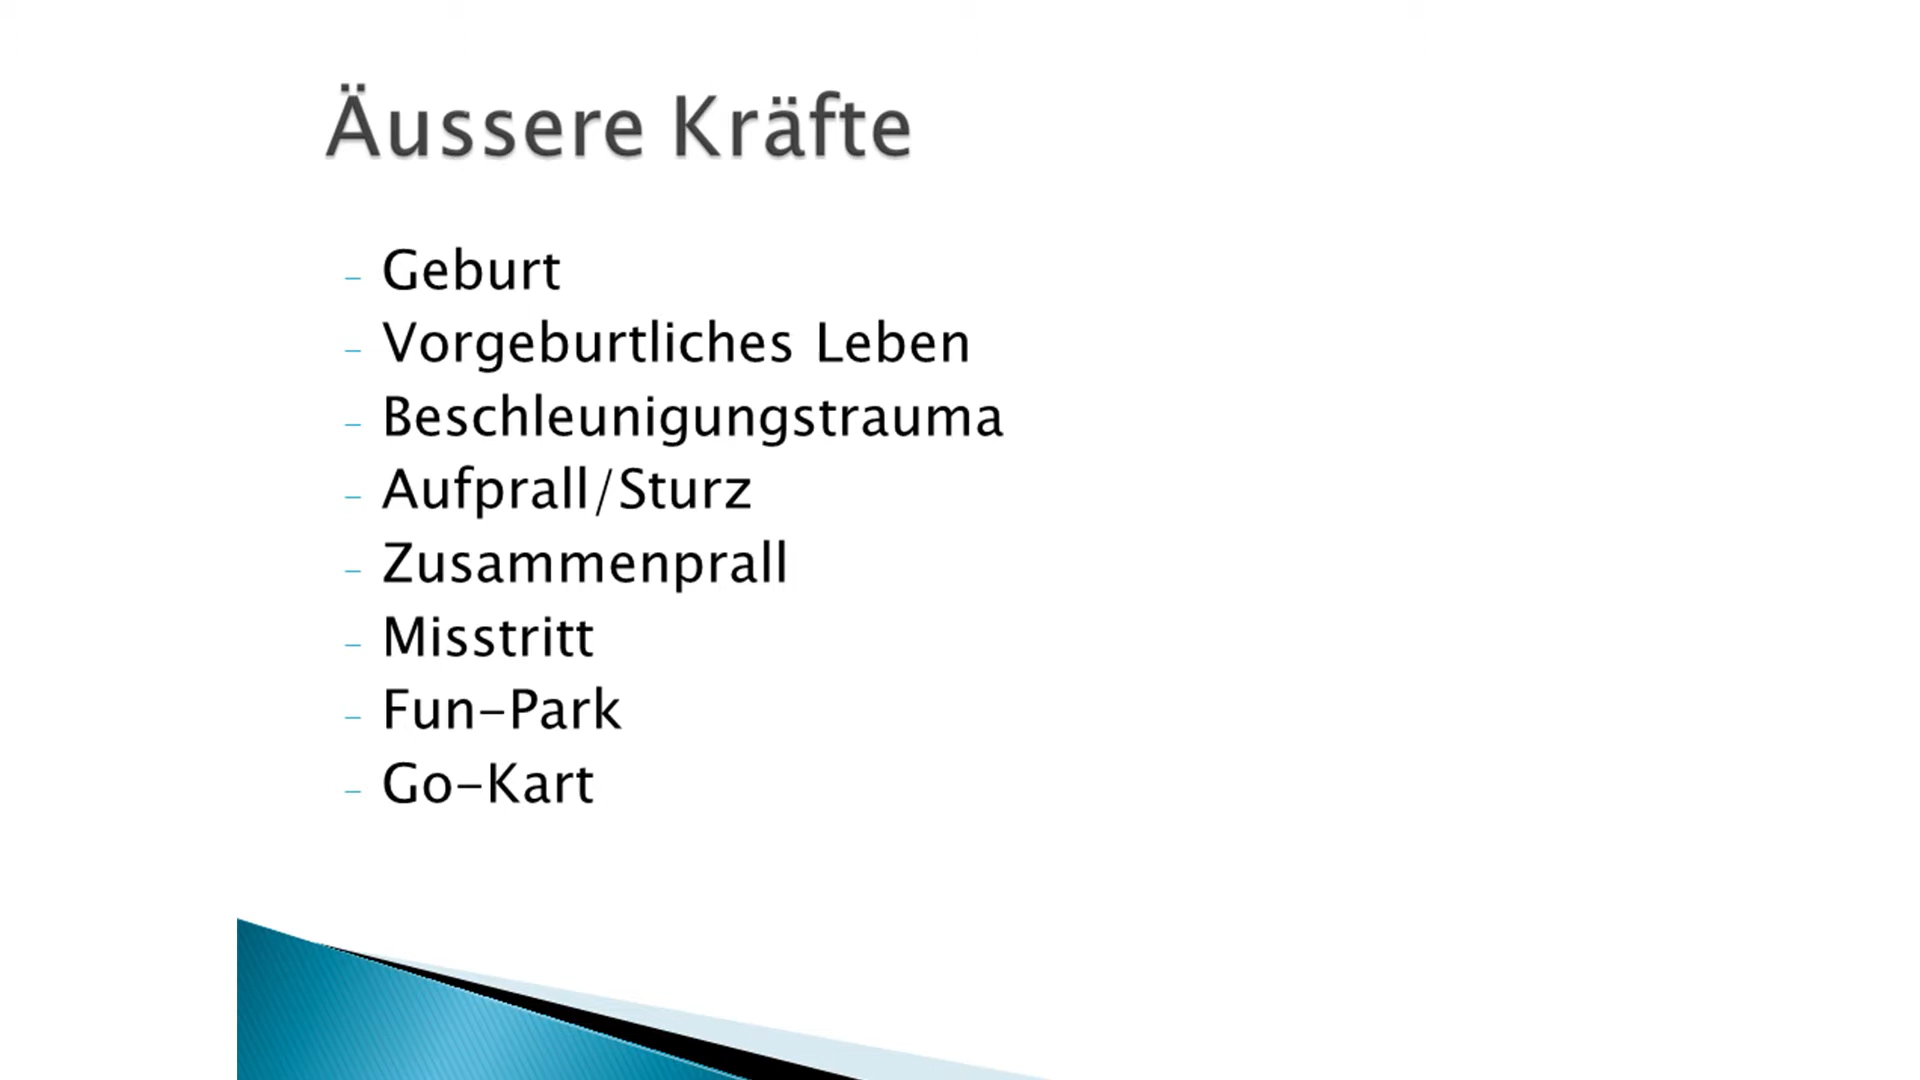 Äussere Kräfte
- Geburt
- Vorgeburtliches Leben
- Beschleunigungstrauma
- Aufprall/Sturz
- Zusammenprall
- Misstritt
- Fun-Park
- Go-Kart